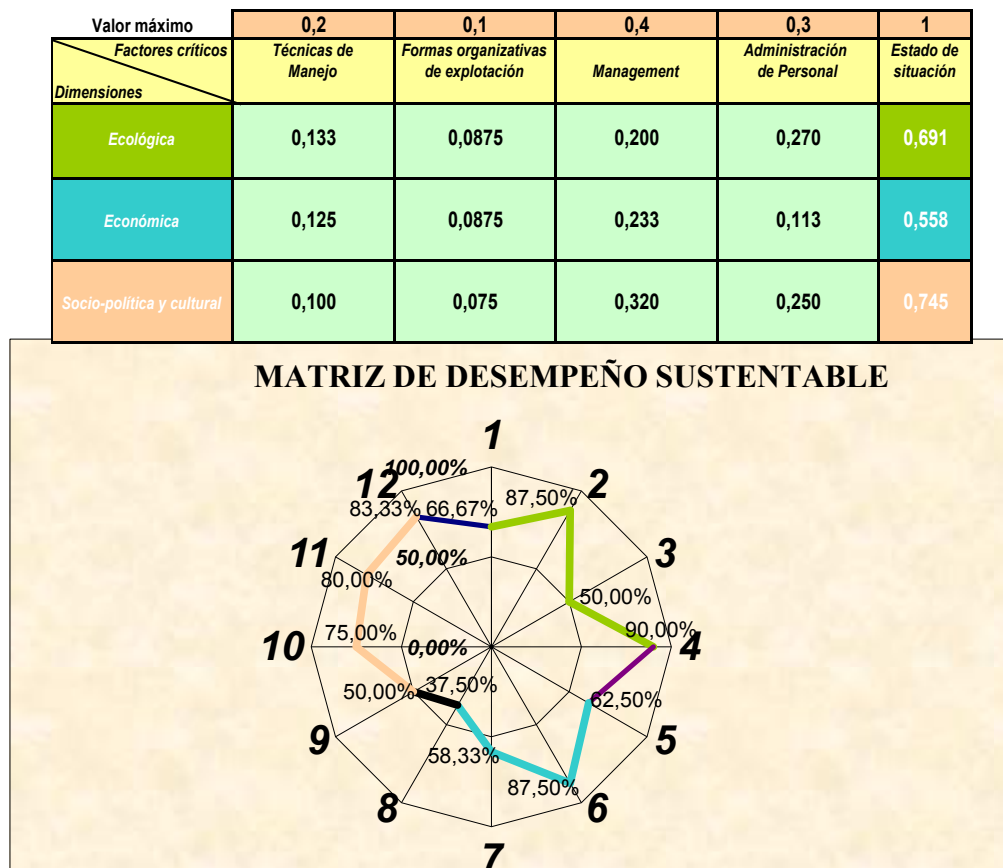 Valor máximo 0,2 0,1 0,4 0,3 1
Factores críticos
Dimensiones
Técnicas de
Manejo
Formas organizativas
de explotación
Management
Administración
de Personal
Estado de
situación
Ecológica 0,133 0,0875 0,200 0,270 0,691
Económica 0,125 0,0875 0,233 0,113 0,558
Socio-política y cultural 0,100 0,075 0,320 0,250 0,745
MATRIZ DE DESEMPEÑO SUSTENTABLE
1
100,00%
12 2
83,33% 66,67% 87,50%
11 3
50,00%
80,00% 50,00%
10 75,00% 0,00% 90,00% 4
50,00% 37,50% 62,50%
9 5
58,33% 87,50%
8 6
7